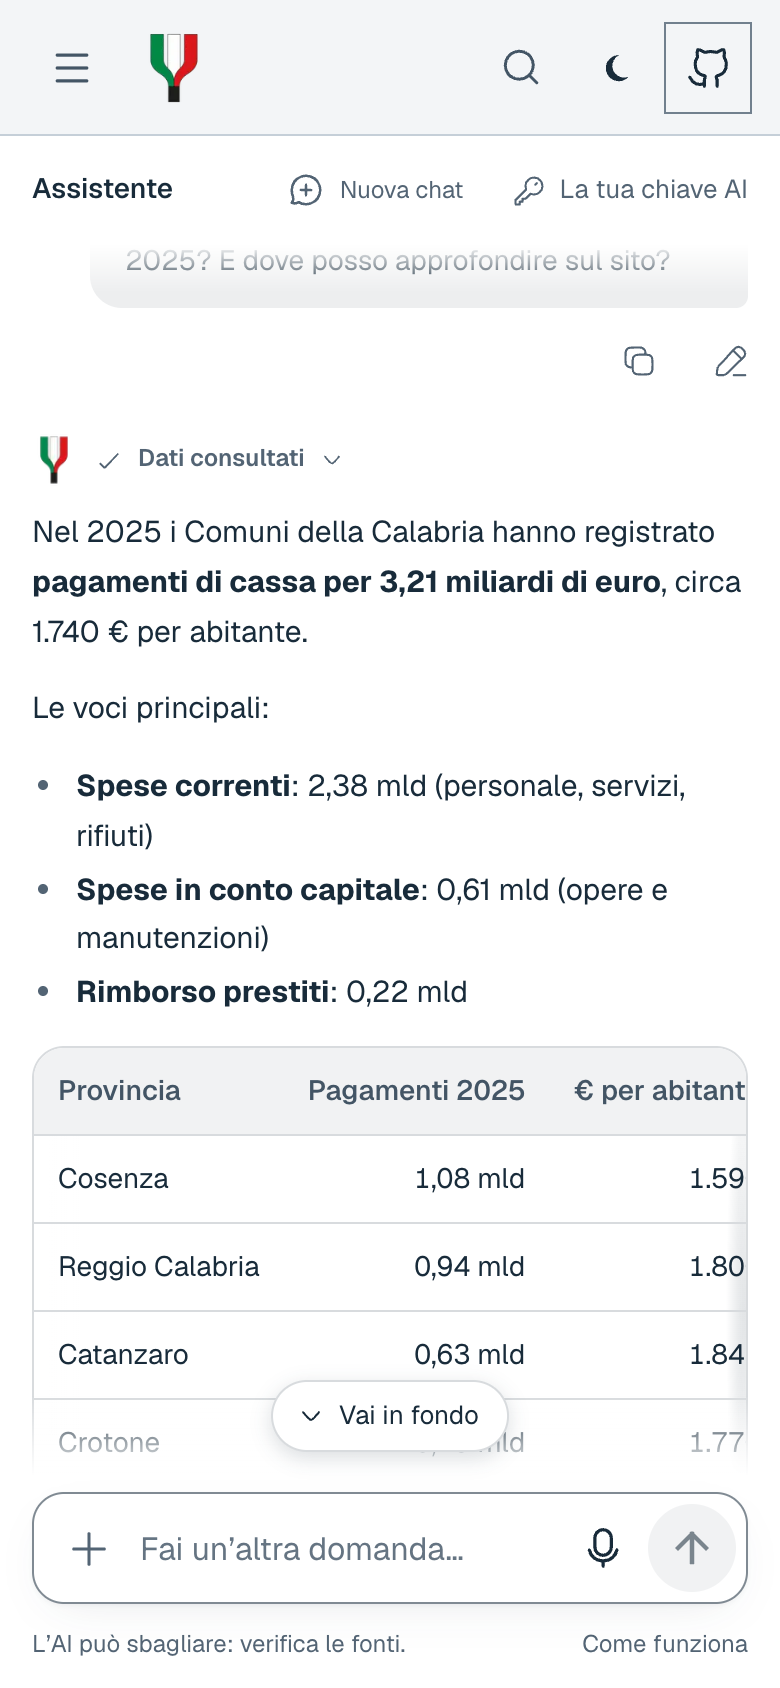 Assistente
Nuova chat
La tua chiave AI
2025? E dove posso approfondire sul sito?
Dati consultati
Nel 2025 i Comuni della Calabria hanno registrato
pagamenti di cassa per 3,21 miliardi di euro, circa
1.740 € per abitante.
Le voci principali:
Spese correnti: 2,38 mld (personale, servizi,
rifiuti)
Spese in conto capitale: 0,61 mld (opere e
manutenzioni)
Rimborso prestiti: 0,22 mld
Provincia Pagamenti 2025 € per abitant
Cosenza 1,08 mld 1.59
Reggio Calabria 0,94 mld 1.80
Catanzaro 0,63 mld 1.84
Vai in fondo
Crotone mld 1.77
Fai un’altra domanda…
L’AI può sbagliare: verifica le fonti.
Come funziona